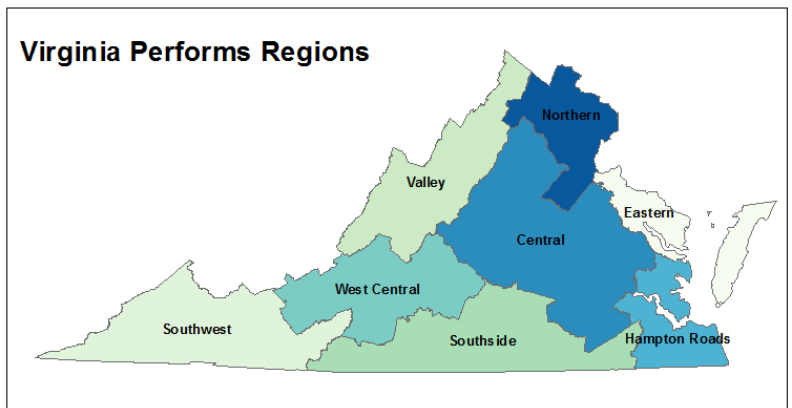 Virginia Performs Regions
Northern
Valley
Eastern
Central
West Central
Southwest
Southside
Hampton Roads